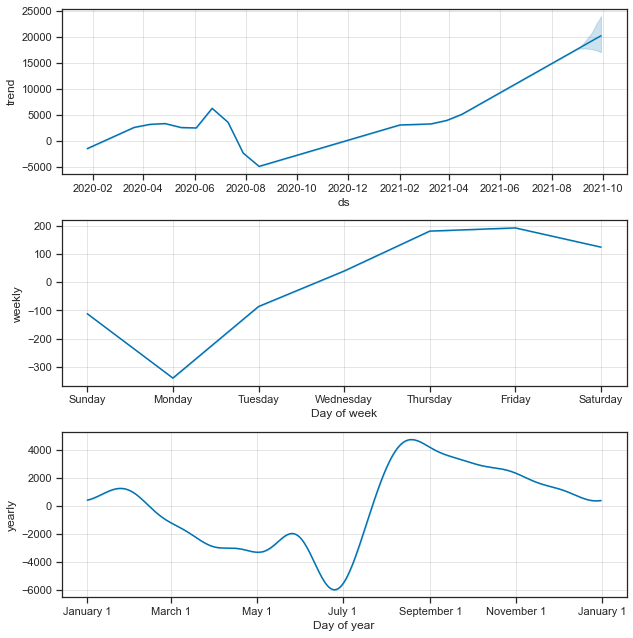 25000
20000
15000
10000
5000
0
−5000
trend
2020-02 2020-04 2020-06 2020-08 2020-10 2020-12 2021-02 2021-04 2021-06 2021-08 2021-10
ds
200
100
0
−100
−200
−300
weekly
Sunday Monday Tuesday Wednesday Thursday Friday Saturday
Day of week
4000
2000
0
−2000
−4000
−6000
yearly
January 1 March 1 May 1 July 1 September 1 November 1 January 1
Day of year